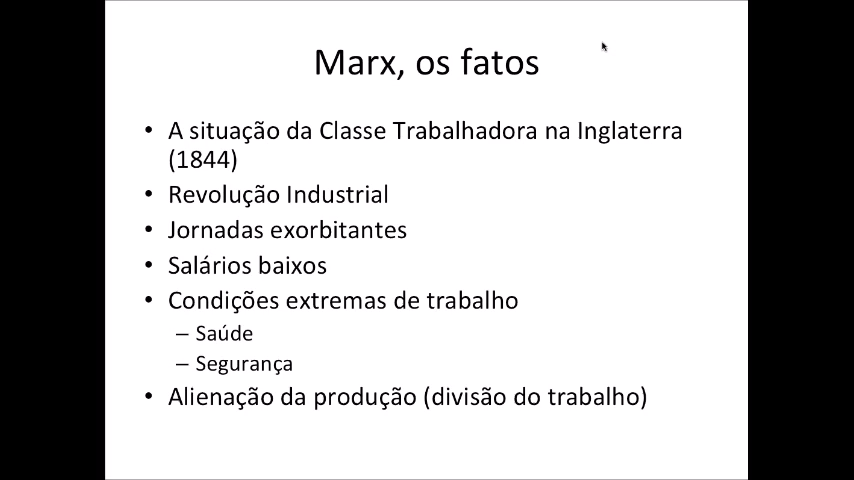 Marx, os fatos
• A situação da Classe Trabalhadora na Inglaterra
(1844)
• Revolução Industrial
• Jornadas exorbitantes
• Salários baixos
• Condições extremas de trabalho
– Saúde
– Segurança
• Alienação da produção (divisão do trabalho)